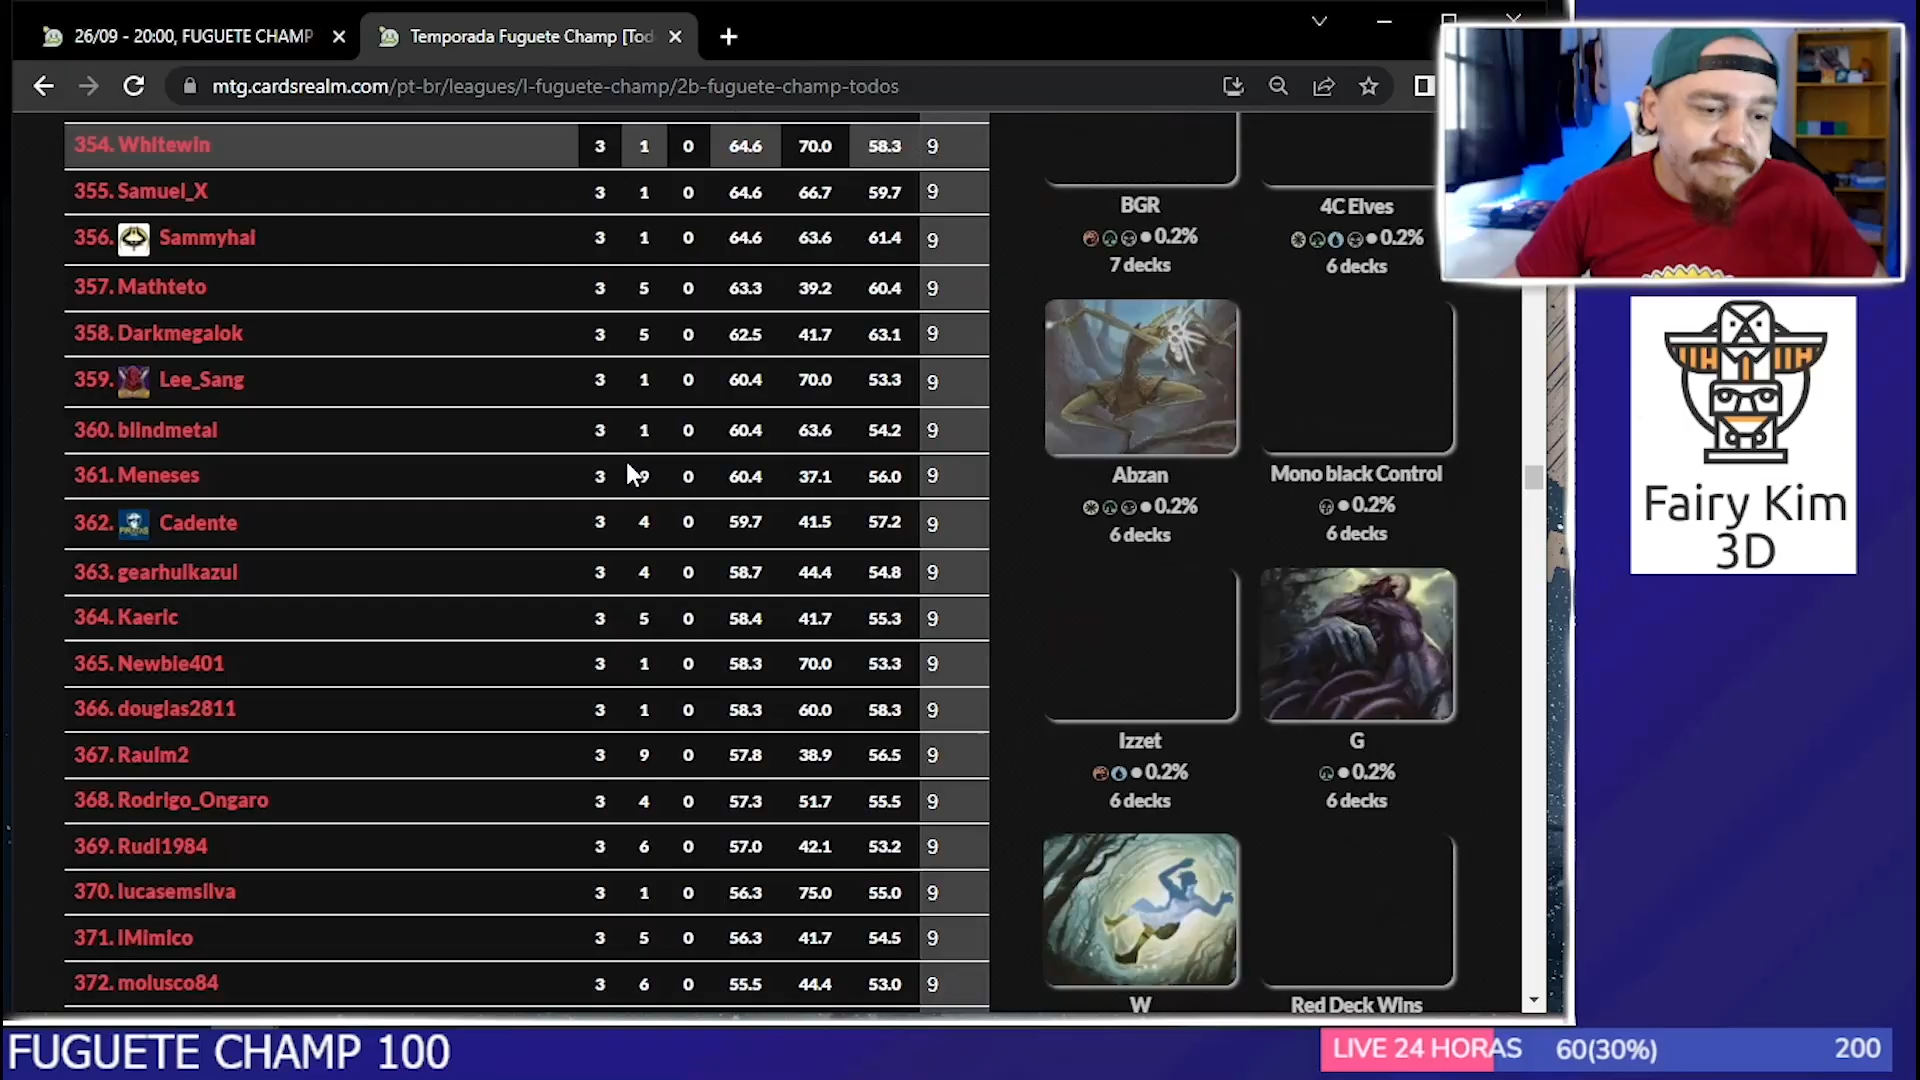 26/09 - 20:00, FUGUETE CHAMP
Temporada Fuguete Champ [Tod
mtg.cardsrealm.com/pt-br/leagues/l-fuguete-champ/2b-fuguete-champ-todos
354. Whitewin 3 1 0 64.6 70.0 58.3 9
355. Samuel_X 3 1 0 64.6 66.7 59.7 9
356. Sammyhal 3 1 0 64.6 63.6 61.4 9
357. Mathteto 3 5 0 63.3 39.2 60.4 9
358. Darkmegalok 3 5 0 62.5 41.7 63.1 9
359. Lee_Sang 3 1 0 60.4 70.0 53.3 9
360. blindmetal 3 1 0 60.4 63.6 54.2 9
361. Meneses 3 9 0 60.4 37.1 56.0 9
362. Cadente 3 4 0 59.7 41.5 57.2 9
363. gearhulkazul 3 4 0 58.7 44.4 54.8 9
364. Kaeric 3 5 0 58.4 41.7 55.3 9
365. Newbie401 3 1 0 58.3 70.0 53.3 9
366. douglas2811 3 1 0 58.3 60.0 58.3 9
367. Raulm2 3 9 0 57.8 38.9 56.5 9
368. Rodrigo_Ongaro 3 4 0 57.3 51.7 55.5 9
369. Rudi1984 3 6 0 57.0 42.1 53.2 9
370. lucasemsilva 3 1 0 56.3 75.0 55.0 9
371. iMimico 3 5 0 56.3 41.7 54.5 9
372. molusco84 3 6 0 55.5 44.4 53.0 9
BGR
0.2%
7 decks
4C Elves
0.2%
6 decks
Abzan
0.2%
6 decks
Mono black Control
0.2%
6 decks
Izzet
0.2%
6 decks
G
0.2%
6 decks
W
Red Deck Wins
Fairy Kim
3D
FUGUETE CHAMP 100
LIVE 24 HORAS 60(30%) 200